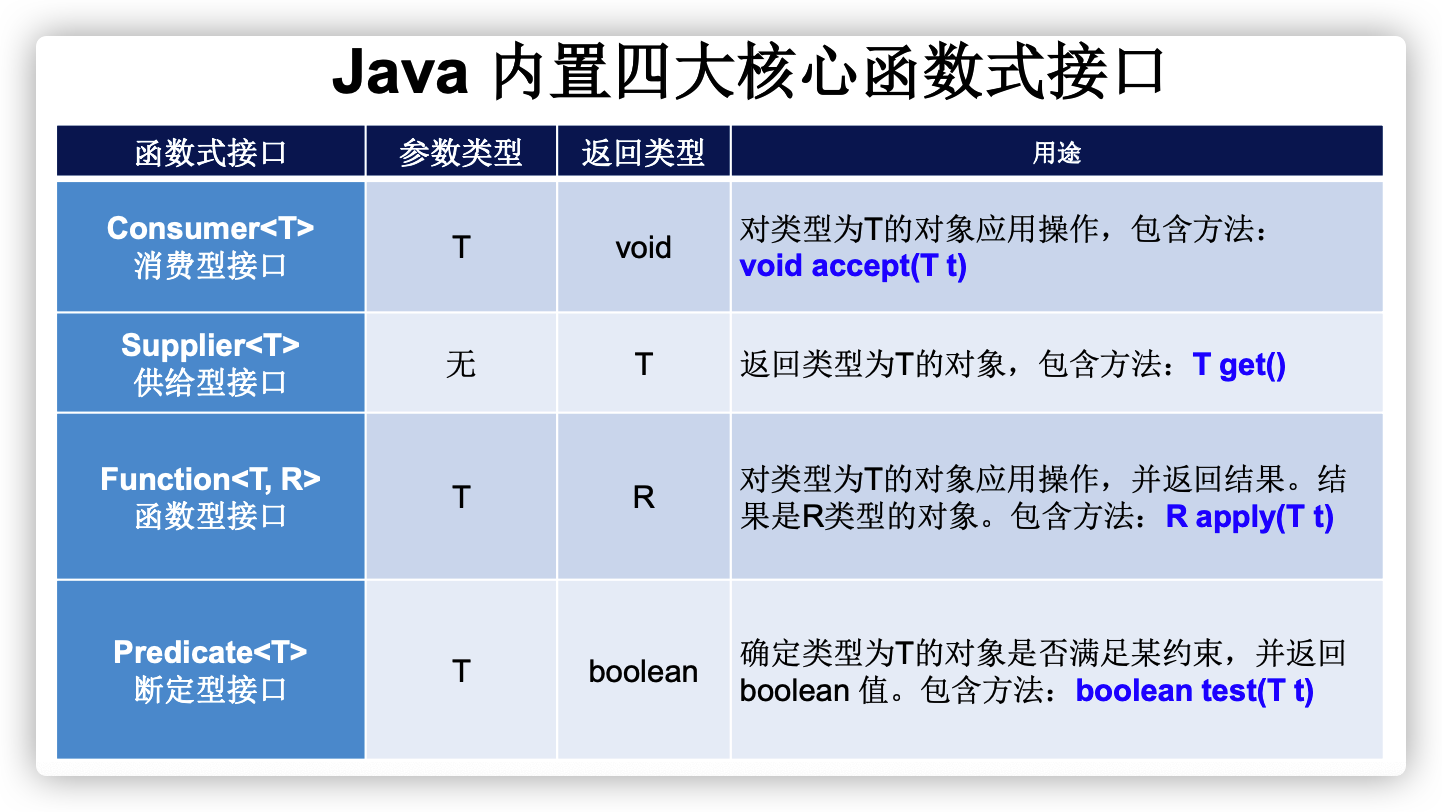 Java 内置四大核心函数式接口
函数式接口 参数类型 返回类型 用途
Consumer<T>
消费型接口
T
void
对类型为T的对象应用操作，包含方法：
void accept(T t)
Supplier<T>
供给型接口
无
T
返回类型为T的对象，包含方法：T get()
Function<T, R>
函数型接口
T
R
对类型为T的对象应用操作，并返回结果。结
果是R类型的对象。包含方法：R apply(T t)
Predicate<T>
断定型接口
T
boolean
确定类型为T的对象是否满足某约束，并返回
boolean 值。包含方法：boolean test(T t)